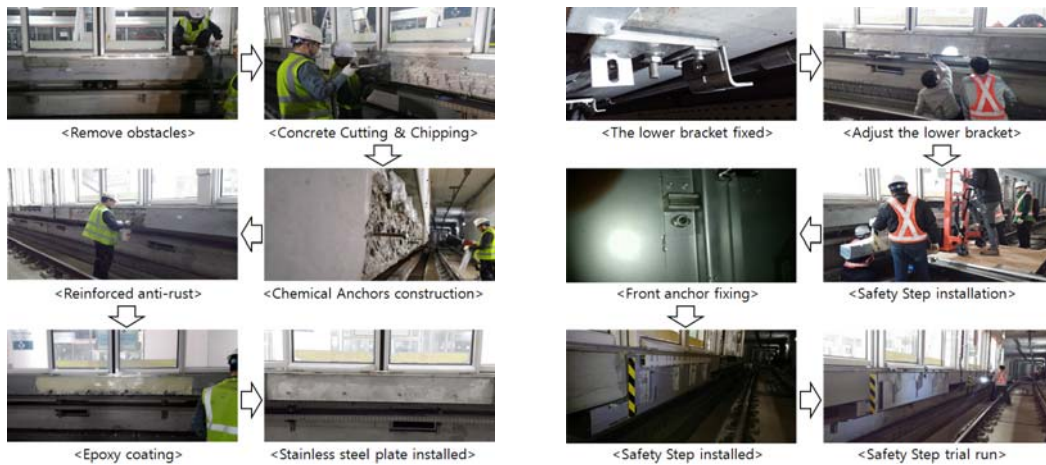 <Remove obstacles>
<Concrete Cutting & Chipping>
<Reinforced anti-rust>
<Chemical Anchors construction>
<Epoxy coating>
<Stainless steel plate installed>
<The lower bracket fixed>
<Adjust the lower bracket>
<Front anchor fixing>
<Safety Step installation>
<Safety Step installed>
<Safety Step trial run>